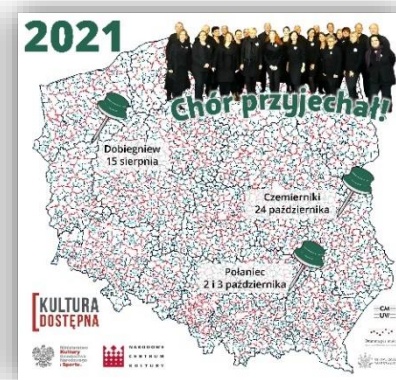 2021
Chór przyjechał!
Dobiegniew
15 sierpnia
Czemierniki
24 października
Połaniec
2 i 3 października
KULTURA
DOSTĘPNA
Kultury
i Sportu.
NARODOWE
CENTRUM
KULTURY